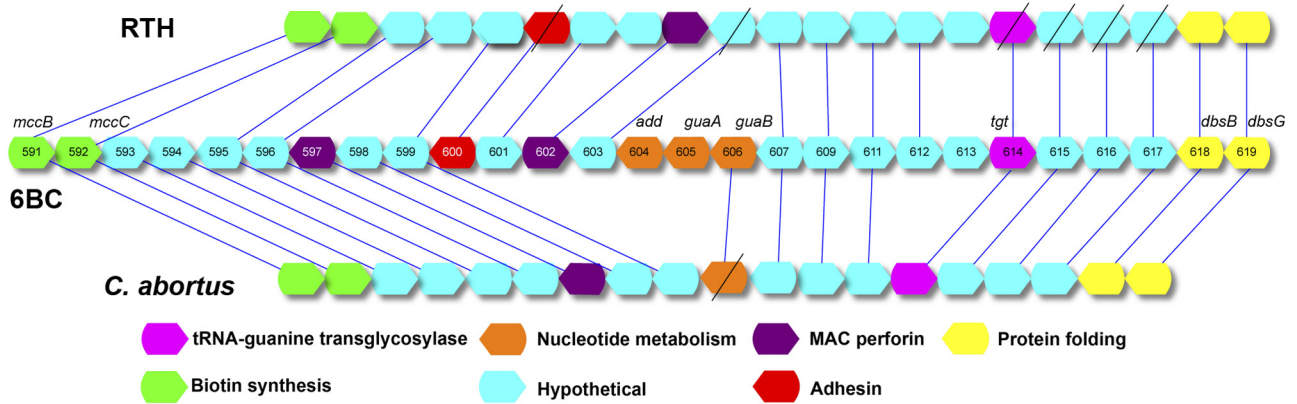 RTH
mccB mccC add guaA guaB tgt dbsB dbsG
591 592 593 594 595 596 597 598 599 600 601 602 603 604 605 606 607 609 611 612 613 614 615 616 617 618 619
6BC
C. abortus
tRNA-guanine transglycosylase Nucleotide metabolism MAC perforin Protein folding
Biotin synthesis Hypothetical Adhesin